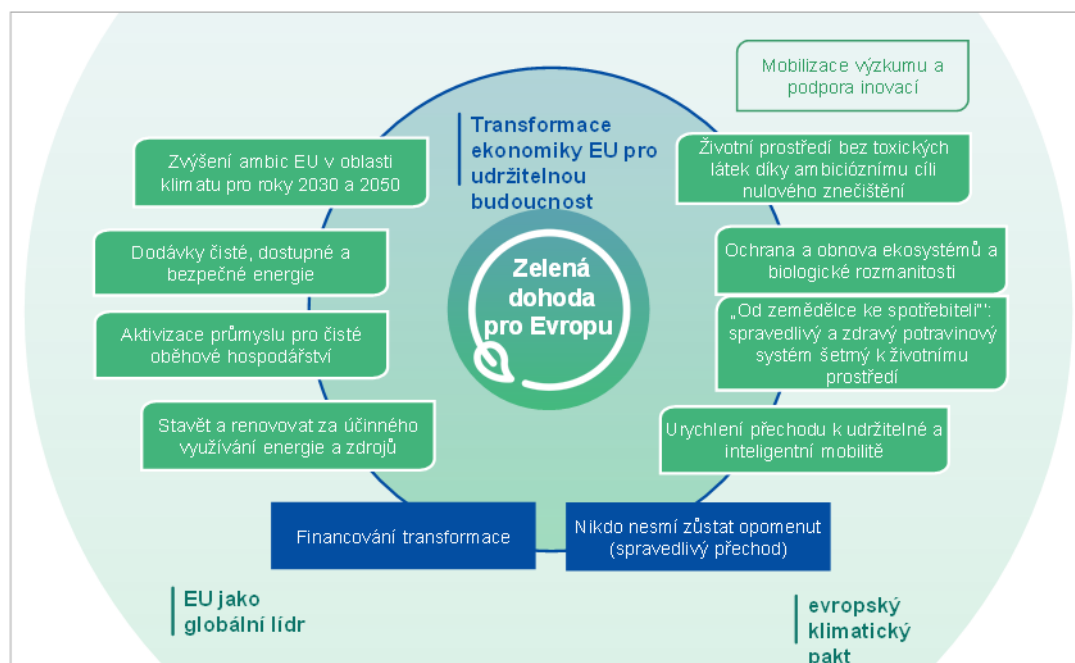 Mobilizace výzkumu a
podpora inovací
Transformace
ekonomiky EU pro
udržitelnou
budoucnost
Zvýšení ambic EU v oblasti
klimatu pro roky 2030 a 2050
Životní prostředí bez toxických
látek díky ambicióznímu cíli
nulového znečištění
Dodávky čisté, dostupné a
bezpečné energie
Ochrana a obnova ekosystémů a
biologické rozmanitosti
Zelená
dohoda
pro Evropu
Aktivizace průmyslu pro čisté
oběhové hospodářství
„Od zemědělce ke spotřebiteli"':
spravedlivý a zdravý potravinový
systém šetrný k životnímu
prostředí
Stavět a renovovat za účinného
využívání energie a zdrojů
Urychlení přechodu k udržitelné a
inteligentní mobilitě
Financování transformace
Nikdo nesmí zůstat opomenut
(spravedlivý přechod)
EU jako
globální lídr
evropský
klimatický
pakt